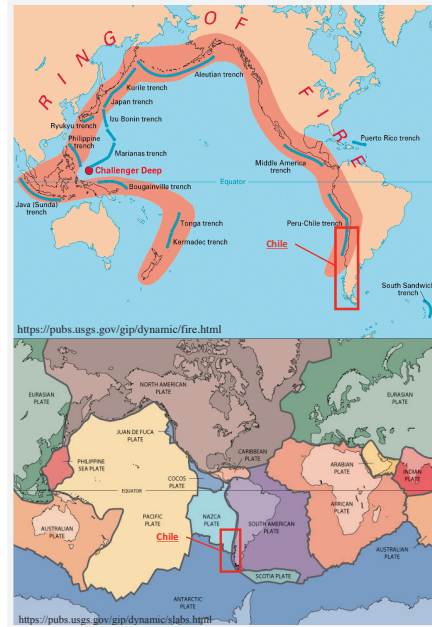 RING OF FIRE
Aleutian trench
Kurile trench
Japan trench
Izu Bonin trench
Ryukyu trench
Philippine
trench
Marianas trench
Challenger Deep
Bougainville trench
Equator
Java (Sunda)
trench
Tonga trench
Kermadec trench
Middle America
trench
Puerto Rico trench
Peru-Chile trench
Chile
South Sandwich
trench
https://pubs.usgs.gov/gip/dynamic/fire.html
EURASIAN
PLATE
NORTH AMERICAN
PLATE
EURASIAN
PLATE
JUAN DE FUCA
PLATE
CARIBBEAN
PLATE
PHILIPPINE
SEA PLATE
COCOS
PLATE
ARABIAN
PLATE
INDIAN
PLATE
EQUATOR
AUSTRALIAN
PLATE
PACIFIC
PLATE
NAZCA
PLATE
SOUTH AMERICAN
PLATE
AFRICAN
PLATE
Chile
AUSTRALIAN
PLATE
SCOTIA PLATE
ANTARCTIC
PLATE
https://pubs.usgs.gov/gip/dynamic/slabs.html